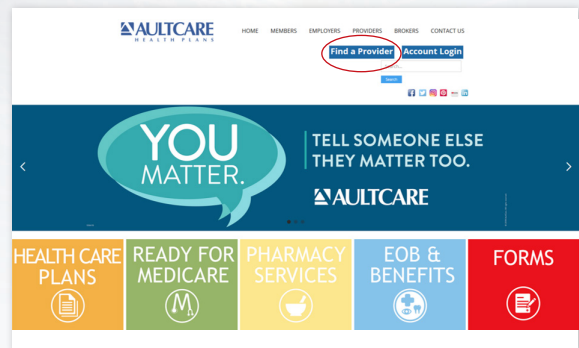 AULTCARE
HEALTH PLANS
HOME MEMBERS EMPLOYERS PROVIDERS BROKERS CONTACT US
Find a Provider Account Login
Search
YOU
MATTER.
TELL SOMEONE ELSE
THEY MATTER TOO.
AULTCARE
HEALTH CARE
PLANS
READY FOR
MEDICARE
PHARMACY
SERVICES
EOB &
BENEFITS
FORMS